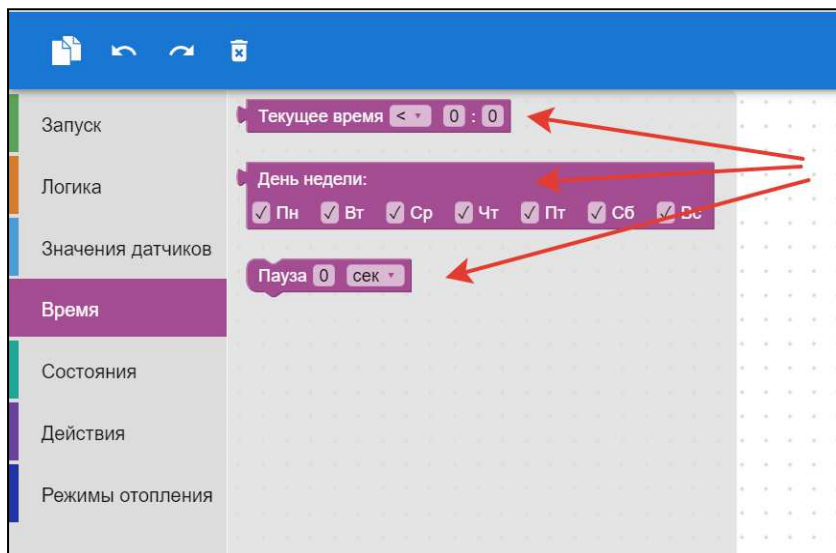 Запуск
Логика
Значения датчиков
Время
Состояния
Действия
Режимы отопления
Текущее время < 0 : 0
День недели:
Пн Вт Ср Чт Пт Сб Вс
Пауза 0 сек